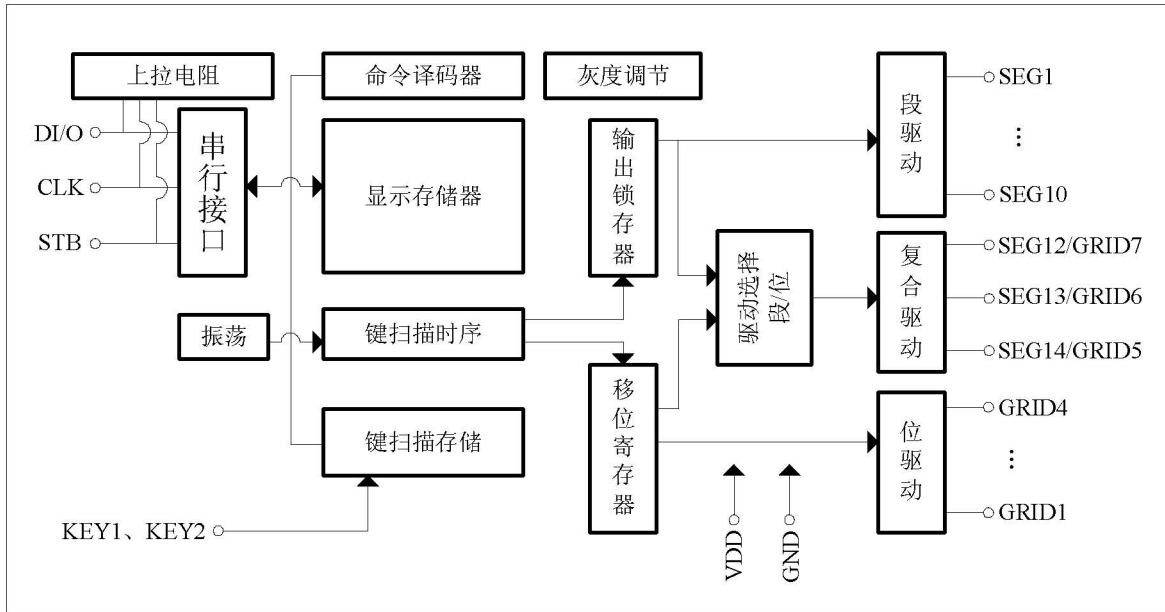 上拉电阻
命令译码器
灰度调节
DI/O
CLK
STB
串行接口
显示存储器
输出锁存器
段驱动
SEG1
⋮
SEG10
振荡
键扫描时序
驱动选择
段/位
复合驱动
SEG12/GRID7
SEG13/GRID6
SEG14/GRID5
键扫描存储
移位寄存器
位驱动
GRID4
⋮
GRID1
KEY1、KEY2
VDD
GND